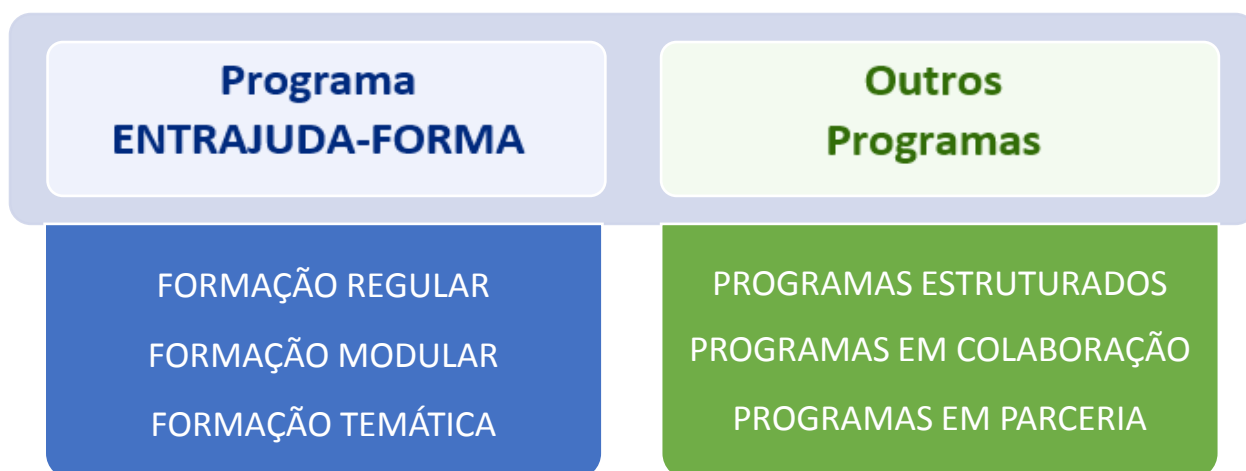 Programa
ENTRAJUDA-FORMA
FORMAÇÃO REGULAR
FORMAÇÃO MODULAR
FORMAÇÃO TEMÁTICA
Outros
Programas
PROGRAMAS ESTRUTURADOS
PROGRAMAS EM COLABORAÇÃO
PROGRAMAS EM PARCERIA